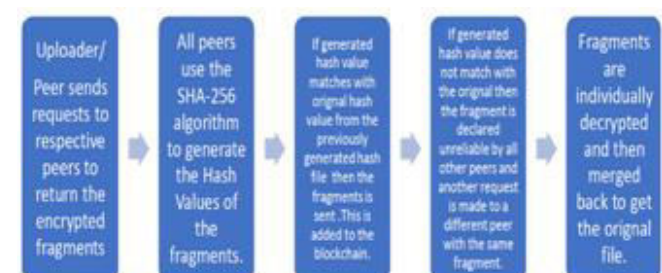 Uploader/
Peer sends
requests to
respective
peers to
return the
encrypted
fragments
All peers
use the
SHA-256
algorithm
to generate
the Hash
Values of
the
fragments.
If generated
hash value
matches with
orignal hash
value from the
previously
generated hash
file then the
fragments is
sent .This is
added to the
blockchain.
If generated
hash value does
not match with
the orignal then
the fragment is
declared
unreliable by all
other peers and
another request
is made to a
different peer
with the same
fragment.
Fragments
are
individually
decrypted
and then
merged
back to get
the orignal
file.